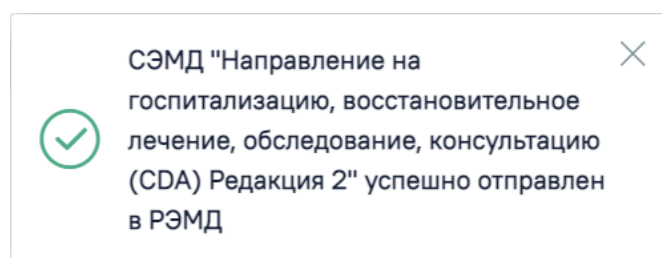 СЭМД "Направление на
госпитализацию, восстановительное
лечение, обследование, консультацию
(CDA) Редакция 2" успешно отправлен
в РЭМД